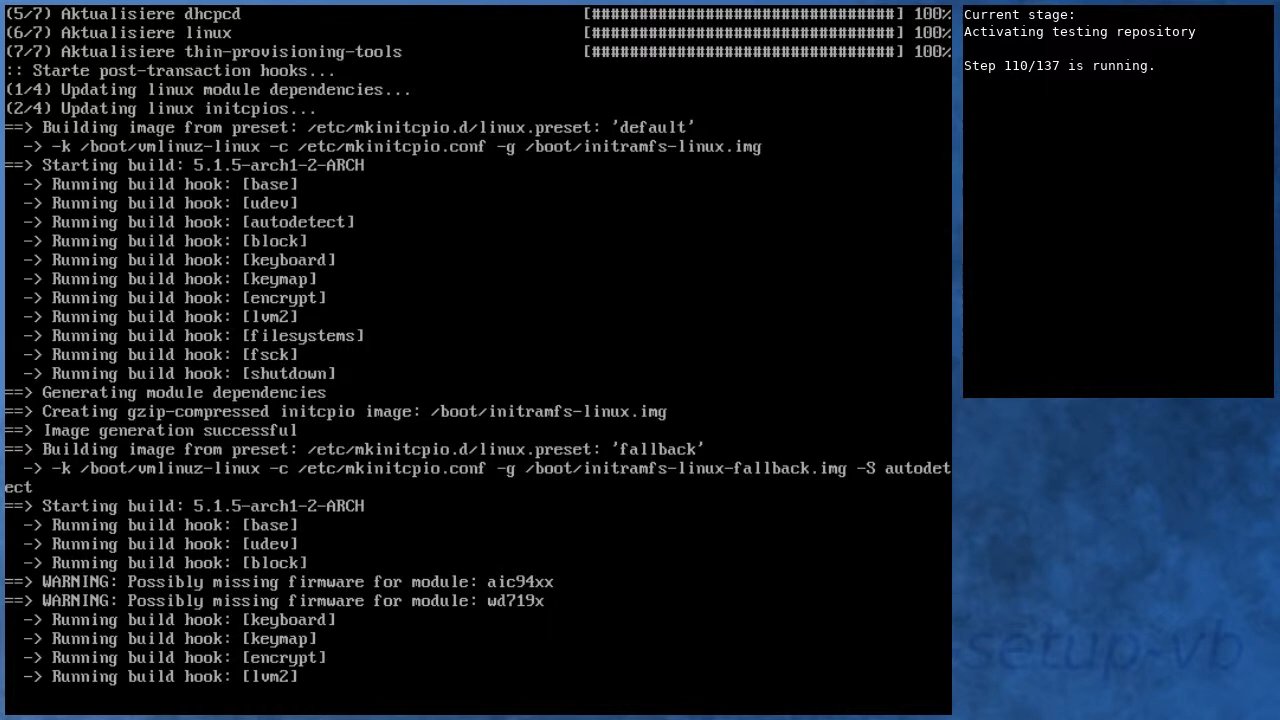 (5/7) Aktualisiere dhcpcd [################################] 100%
(6/7) Aktualisiere linux [################################] 100%
(7/7) Aktualisiere thin-provisioning-tools [################################] 100%
:: Starte post-transaction hooks...
(1/4) Updating linux module dependencies...
(2/4) Updating linux initcpios...
==> Building image from preset: /etc/mkinitcpio.d/linux.preset: 'default'
-> -k /boot/vmlinuz-linux -c /etc/mkinitcpio.conf -g /boot/initramfs-linux.img
==> Starting build: 5.1.5-arch1-2-ARCH
-> Running build hook: [base]
-> Running build hook: [udev]
-> Running build hook: [autodetect]
-> Running build hook: [block]
-> Running build hook: [keyboard]
-> Running build hook: [keymap]
-> Running build hook: [encrypt]
-> Running build hook: [lvm2]
-> Running build hook: [filesystems]
-> Running build hook: [fsck]
-> Running build hook: [shutdown]
==> Generating module dependencies
==> Creating gzip-compressed initcpio image: /boot/initramfs-linux.img
==> Image generation successful
==> Building image from preset: /etc/mkinitcpio.d/linux.preset: 'fallback'
-> -k /boot/vmlinuz-linux -c /etc/mkinitcpio.conf -g /boot/initramfs-linux-fallback.img -S autodet
ect
==> Starting build: 5.1.5-arch1-2-ARCH
-> Running build hook: [base]
-> Running build hook: [udev]
-> Running build hook: [block]
==> WARNING: Possibly missing firmware for module: aic94xx
==> WARNING: Possibly missing firmware for module: wd719x
-> Running build hook: [keyboard]
-> Running build hook: [keymap]
-> Running build hook: [encrypt]
-> Running build hook: [lvm2]
Current stage:
Activating testing repository
Step 110/137 is running.
setup-vb